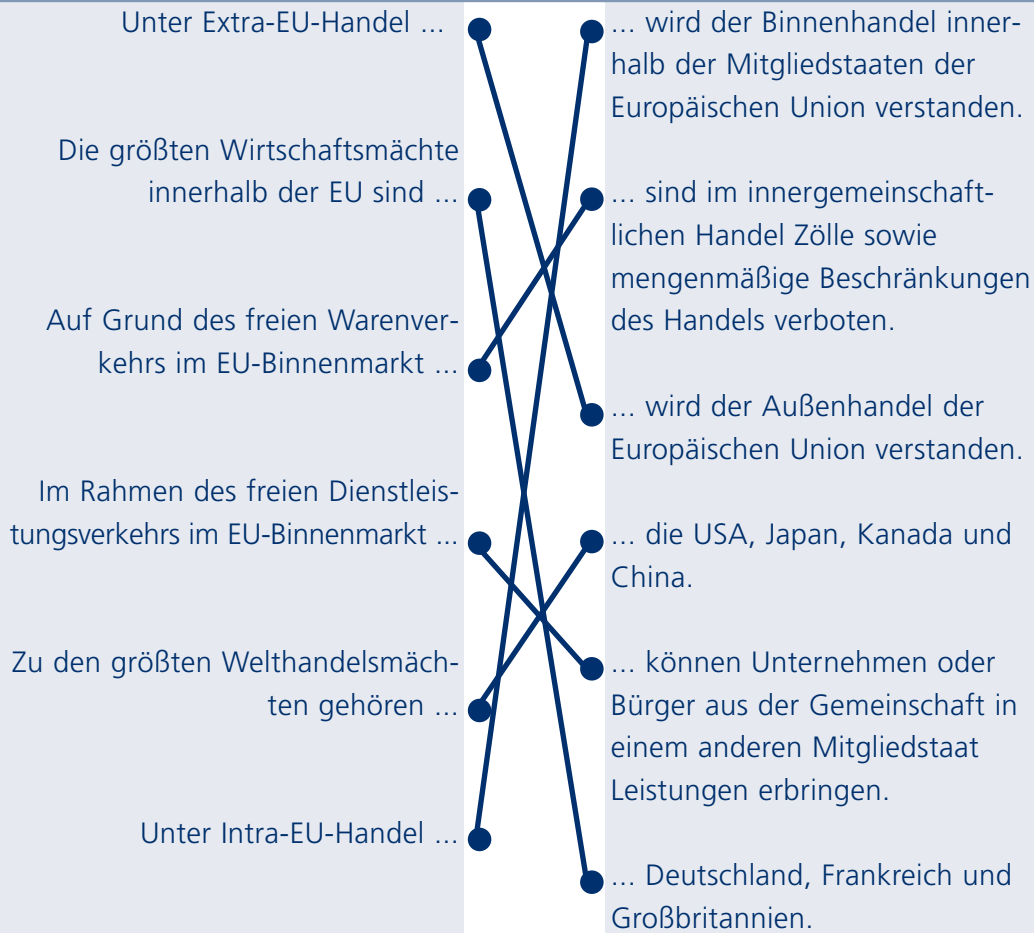 Unter Extra-EU-Handel ...
Die größten Wirtschaftsmächte
innerhalb der EU sind ...
Auf Grund des freien Warenver-
kehrs im EU-Binnenmarkt ...
Im Rahmen des freien Dienstleis-
tungsverkehrs im EU-Binnenmarkt ...
Zu den größten Welthandelsmäch-
ten gehören ...
Unter Intra-EU-Handel ...
... wird der Binnenhandel inner-
halb der Mitgliedstaaten der
Europäischen Union verstanden.
... sind im innergemeinschaft-
lichen Handel Zölle sowie
mengenmäßige Beschränkungen
des Handels verboten.
... wird der Außenhandel der
Europäischen Union verstanden.
... die USA, Japan, Kanada und
China.
... können Unternehmen oder
Bürger aus der Gemeinschaft in
einem anderen Mitgliedstaat
Leistungen erbringen.
... Deutschland, Frankreich und
Großbritannien.